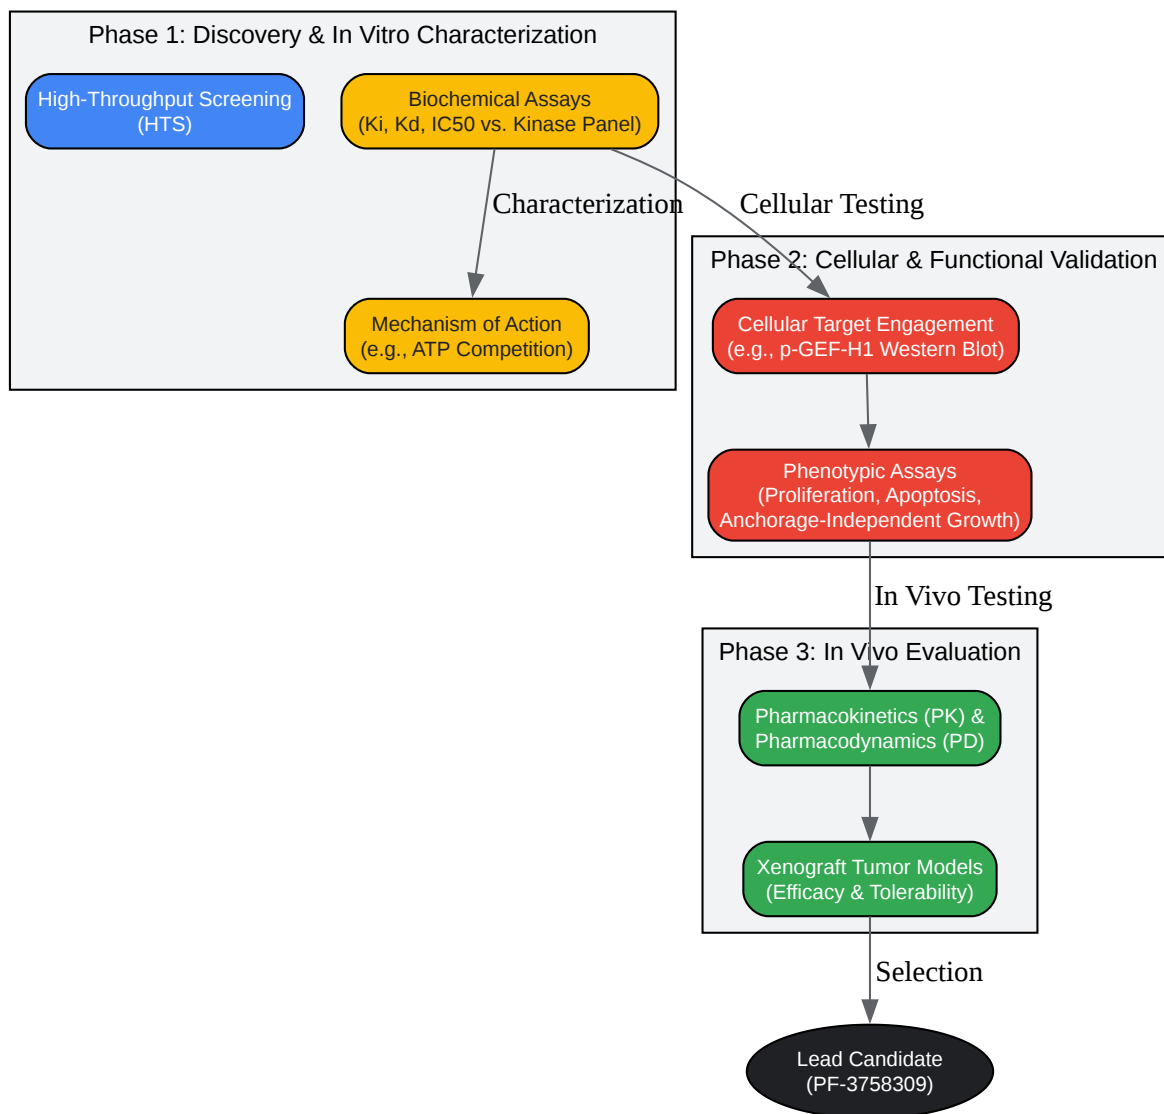 Phase 1: Discovery & In Vitro Characterization
High-Throughput Screening
(HTS)
Biochemical Assays
(Ki, Kd, IC50 vs. Kinase Panel)
Characterization
Cellular Testing
Mechanism of Action
(e.g., ATP Competition)
Phase 2: Cellular & Functional Validation
Cellular Target Engagement
(e.g., p-GEF-H1 Western Blot)
Phenotypic Assays
(Proliferation, Apoptosis,
Anchorage-Independent Growth)
In Vivo Testing
Phase 3: In Vivo Evaluation
Pharmacokinetics (PK) &
Pharmacodynamics (PD)
Xenograft Tumor Models
(Efficacy & Tolerability)
Selection
Lead Candidate
(PF-3758309)